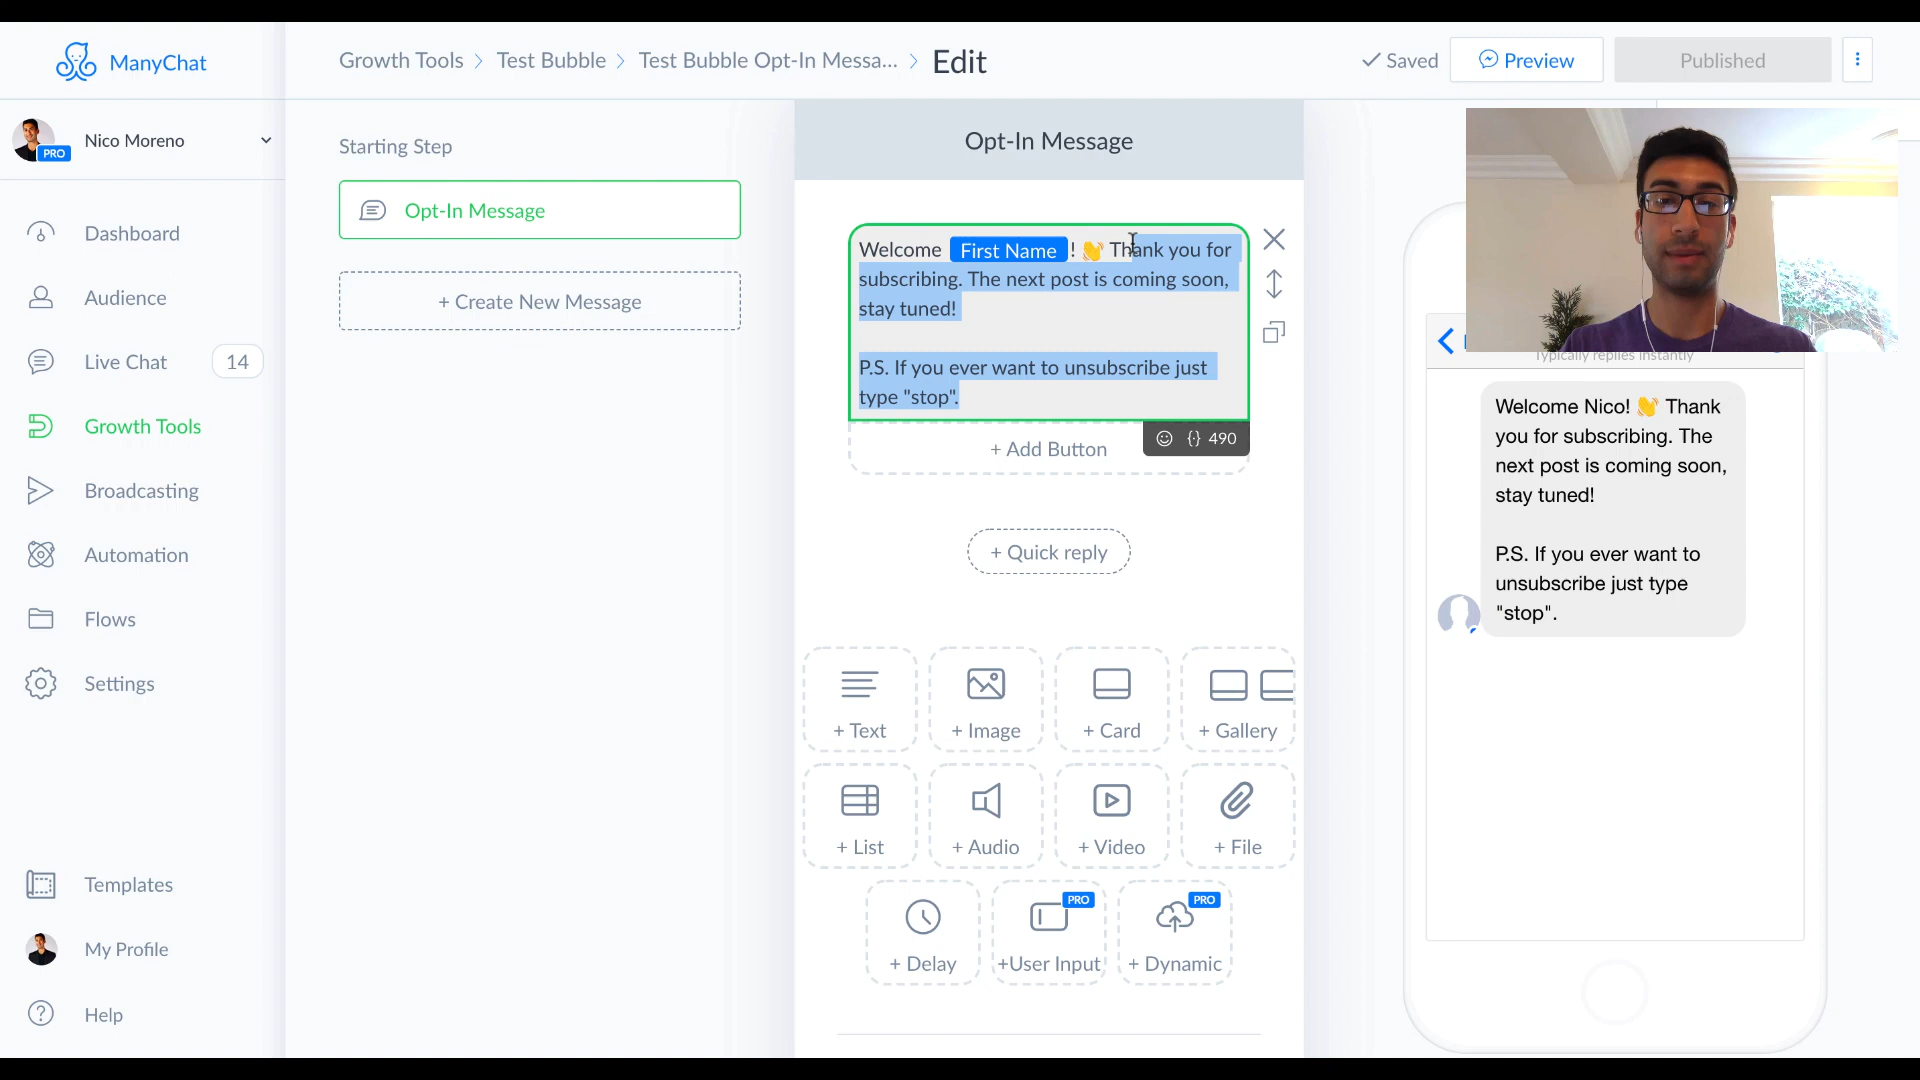 ManyChat
Growth Tools > Test Bubble > Test Bubble Opt-In Messa... > Edit
Saved
Preview
Published
Nico Moreno
PRO
Dashboard
Audience
Live Chat 14
Growth Tools
Broadcasting
Automation
Flows
Settings
Templates
My Profile
Help
Starting Step
Opt-In Message
+ Create New Message
Opt-In Message
Welcome First Name ! 👋 Thank you for
subscribing. The next post is coming soon,
stay tuned!
P.S. If you ever want to unsubscribe just
type "stop".
{} 490
+ Add Button
+ Quick reply
+ Text
+ Image
+ Card
+ Gallery
+ List
+ Audio
+ Video
+ File
+ Delay
PRO
+User Input
PRO
+ Dynamic
Typically replies instantly
Welcome Nico! 👋 Thank
you for subscribing. The
next post is coming soon,
stay tuned!
P.S. If you ever want to
unsubscribe just type
"stop".